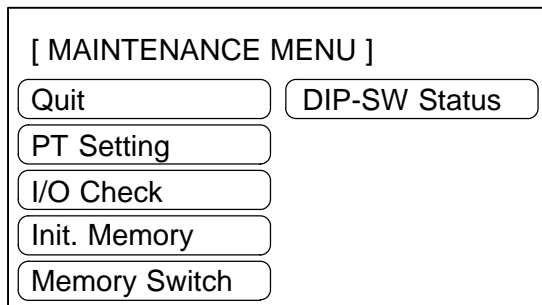 [ MAINTENANCE MENU ]
Quit
DIP-SW Status
PT Setting
I/O Check
Init. Memory
Memory Switch